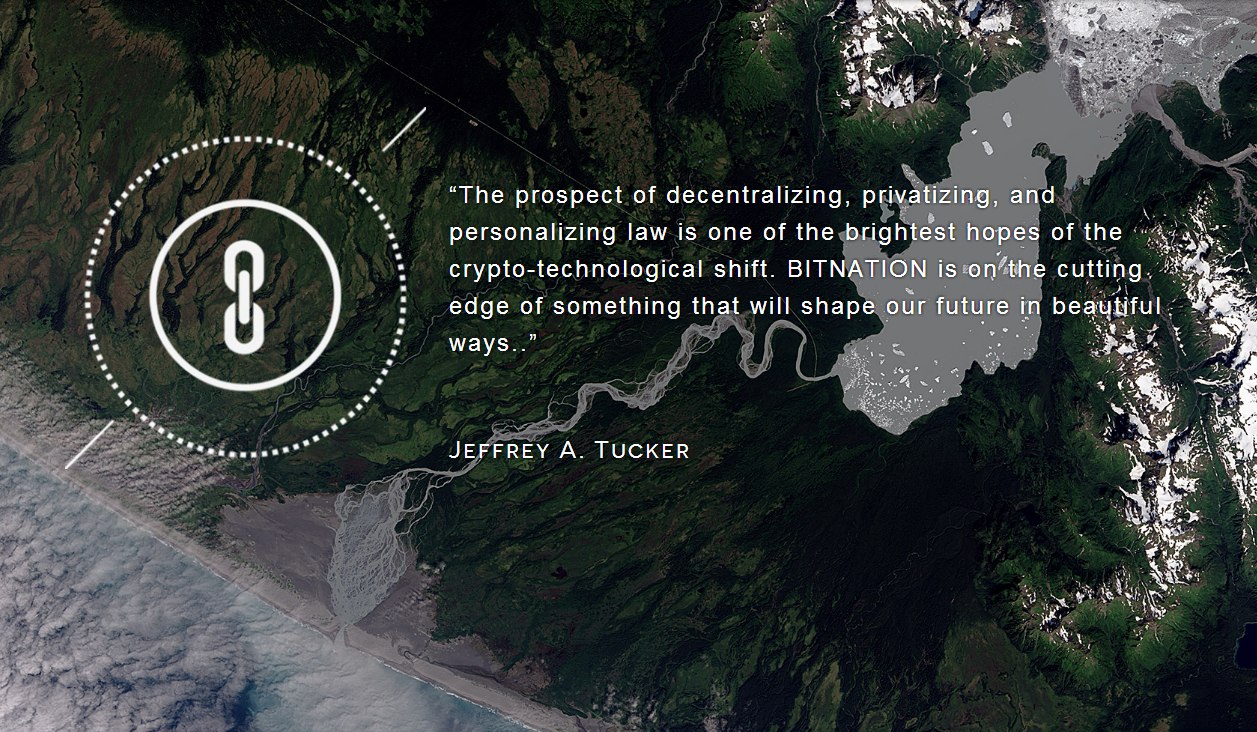 “The prospect of decentralizing, privatizing, and
personalizing law is one of the brightest hopes of the
crypto-technological shift. BITNATION is on the cutting
edge of something that will shape our future in beautiful
ways..”
Jeffrey A. Tucker